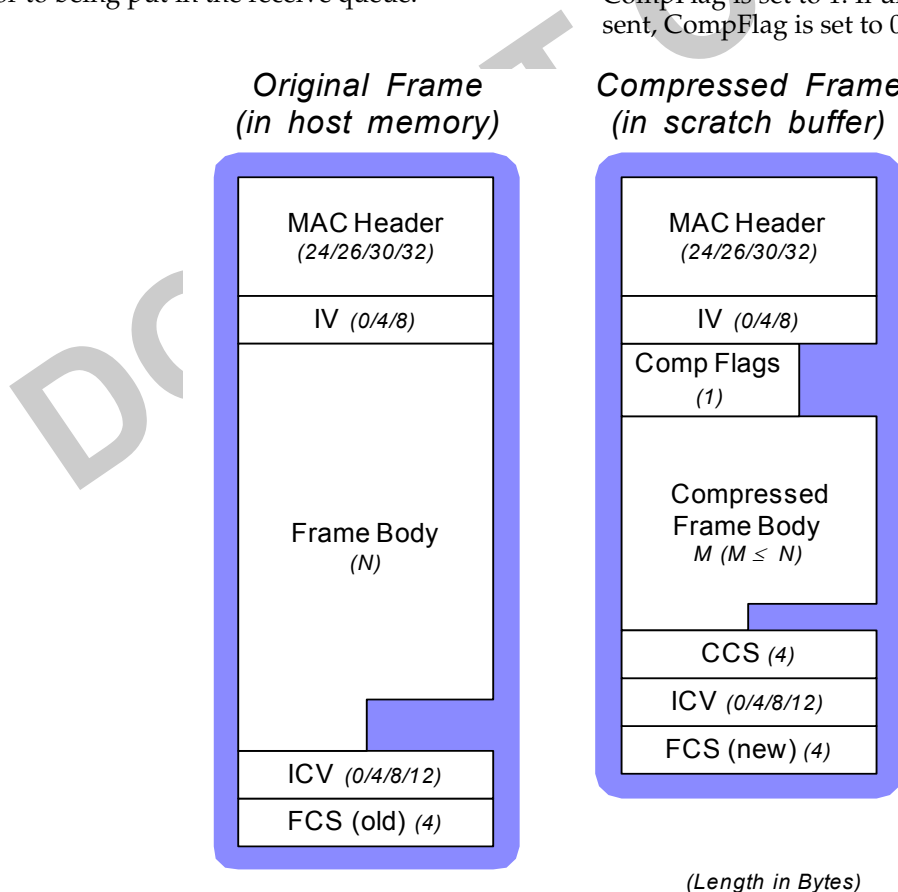 to being put in the receive queue.
sent, CompFlag is set to 0
Original Frame
(in host memory)
MAC Header
(24/26/30/32)
IV (0/4/8)
Frame Body
(N)
ICV (0/4/8/12)
FCS (old) (4)
Compressed Frame
(in scratch buffer)
MAC Header
(24/26/30/32)
IV (0/4/8)
Comp Flags
(1)
Compressed
Frame Body
M (M ≤ N)
CCS (4)
ICV (0/4/8/12)
FCS (new) (4)
(Length in Bytes)